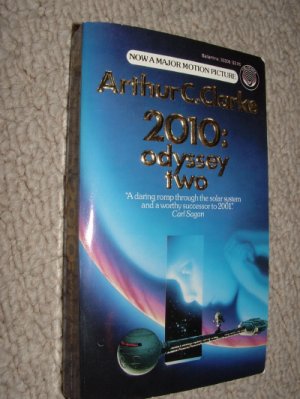 NOW A MAJOR MOTION PICTURE
Arthur C. Clarke
2010:
odyssey
two
"A daring romp through the solar system
and a worthy successor to 2001."
Carl Sagan